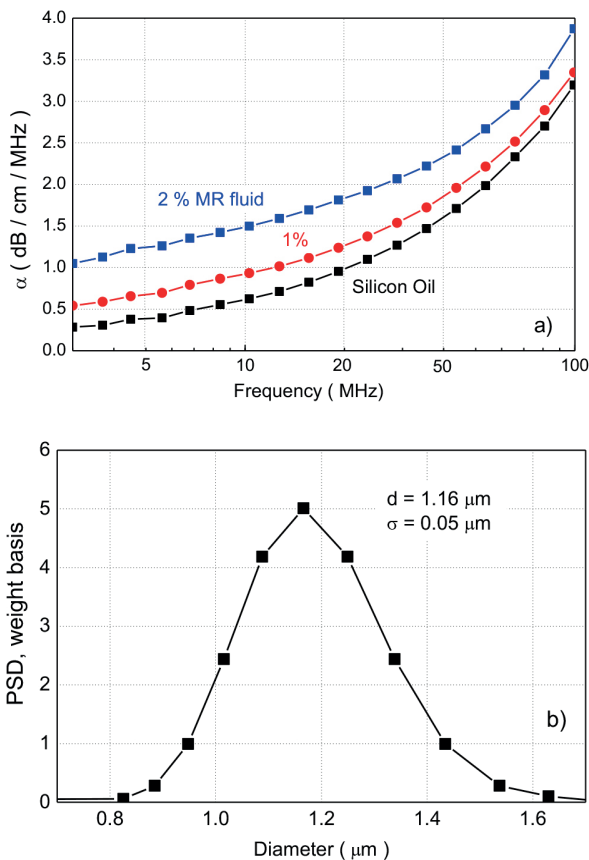 4.0
3.5
3.0
2.5
2.0
1.5
1.0
0.5
0.0
α ( dB / cm / MHz )
2 % MR fluid
1%
Silicon Oil
a)
5 10 20 50 100
Frequency ( MHz)
6
5
4
3
2
1
0
PSD, weight basis
d = 1.16 μm
σ = 0.05 μm
b)
0.8 1.0 1.2 1.4 1.6
Diameter ( μm)